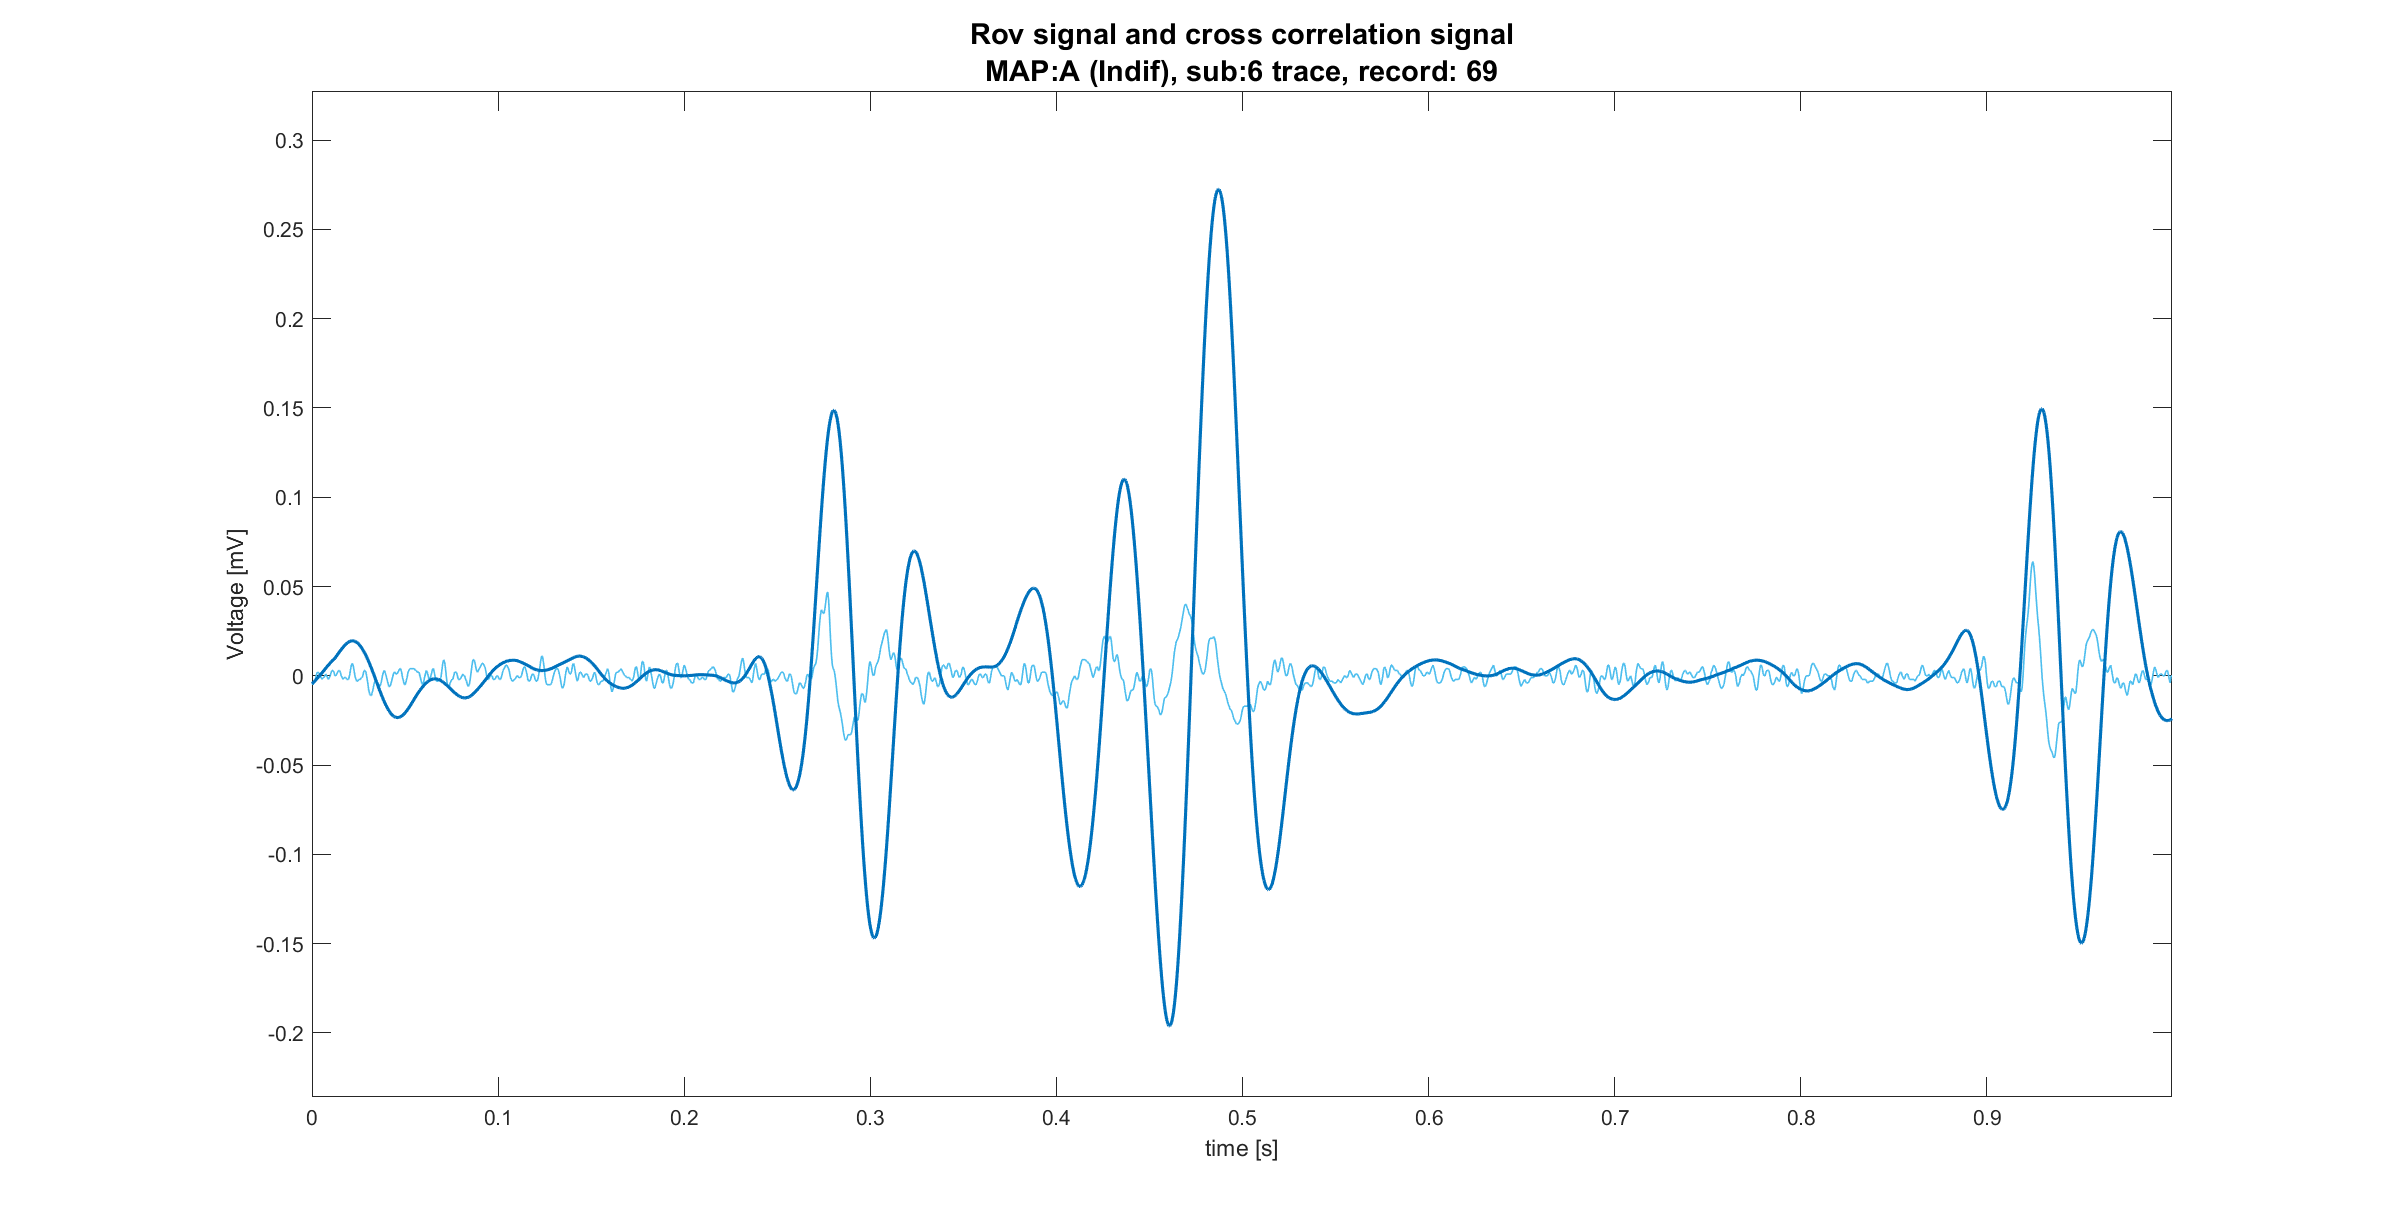 Rov signal and cross correlation signal
MAP:A (Indif), sub:6 trace, record: 69
0.3
0.25
0.2
0.15
0.1
0.05
0
-0.05
-0.1
-0.15
-0.2
Voltage [mV]
0 0.1 0.2 0.3 0.4 0.5 0.6 0.7 0.8 0.9
time [s]